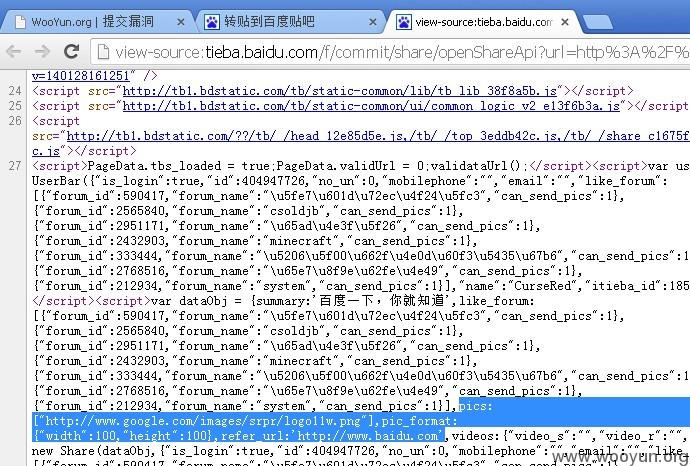 WooYun.org | 提交漏洞
转贴到百度贴吧
view-source:tieba.baidu.com
view-source:tieba.baidu.com/f/commit/share/openShareApi?url=http%3A%2F%
v=140128161251" />
24 <script src="http://tb1.bdstatic.com/tb/static-common/lib/tb_lib_38f8a5b.js"></script>
25 <script src="http://tb1.bdstatic.com/tb/static-common/ui/common_logic_v2_e13f6b3a.js"></script
26 <script
src="http://tb1.bdstatic.com/??/tb/_/head_12e85d5e.js,/tb/_/top_3eddb42c.js,/tb/_/share_c1675f
c.js"></script>
27 <script>PageData.tbs_loaded = true;PageData.validUrl = 0;validataUrl();</script><script>var us
UserBar({"is_login":true,"id":404947726,"no_un":0,"mobilephone":"","email":"","like_forum":
[{"forum_id":590417,"forum_name":"\u5fe7\u601d\u72ec\u4f24\u5fc3","can_send_pics":1},
{"forum_id":2565840,"forum_name":"csoldjb","can_send_pics":1},
{"forum_id":2951171,"forum_name":"\u65ad\u4e3f\u5f26","can_send_pics":1},
{"forum_id":2432903,"forum_name":"minecraft","can_send_pics":1},
{"forum_id":333444,"forum_name":"\u5206\u5f00\u662f\u4e0d\u60f3\u5435\u67b6","can_send_pics":1
{"forum_id":2768516,"forum_name":"\u65e7\u8f9e\u62be\u4e49","can_send_pics":1},
{"forum_id":212934,"forum_name":"system","can_send_pics":1}],"name":"CurseRed","itieba_id":185
</script><script>var dataObj = {summary:'百度一下，你就知道',like_forum:
[{"forum_id":590417,"forum_name":"\u5fe7\u601d\u72ec\u4f24\u5fc3","can_send_pics":1},
{"forum_id":2565840,"forum_name":"csoldjb","can_send_pics":1},
{"forum_id":2951171,"forum_name":"\u65ad\u4e3f\u5f26","can_send_pics":1},
{"forum_id":2432903,"forum_name":"minecraft","can_send_pics":1},
{"forum_id":333444,"forum_name":"\u5206\u5f00\u662f\u4e0d\u60f3\u5435\u67b6","can_send_pics":1
{"forum_id":2768516,"forum_name":"\u65e7\u8f9e\u62be\u4e49","can_send_pics":1},
{"forum_id":212934,"forum_name":"system","can_send_pics":1}],pics:
["http://www.google.com/images/srpr/logo11w.png"],pic_format:
{"width":100,"height":100},refer_url:'http://www.baidu.com',videos:{"video_s":"","video_r":"",
new Share(dataObj,{"is_login":true,"id":404947726,"no_un":0,"mobilephone":"","email":"","like
[{"forum_id":590417,"forum_name":"\u5fe7\u601d\u72ec\u4f24\u5fc3","can_send_pics":1},
www.wooyun.org